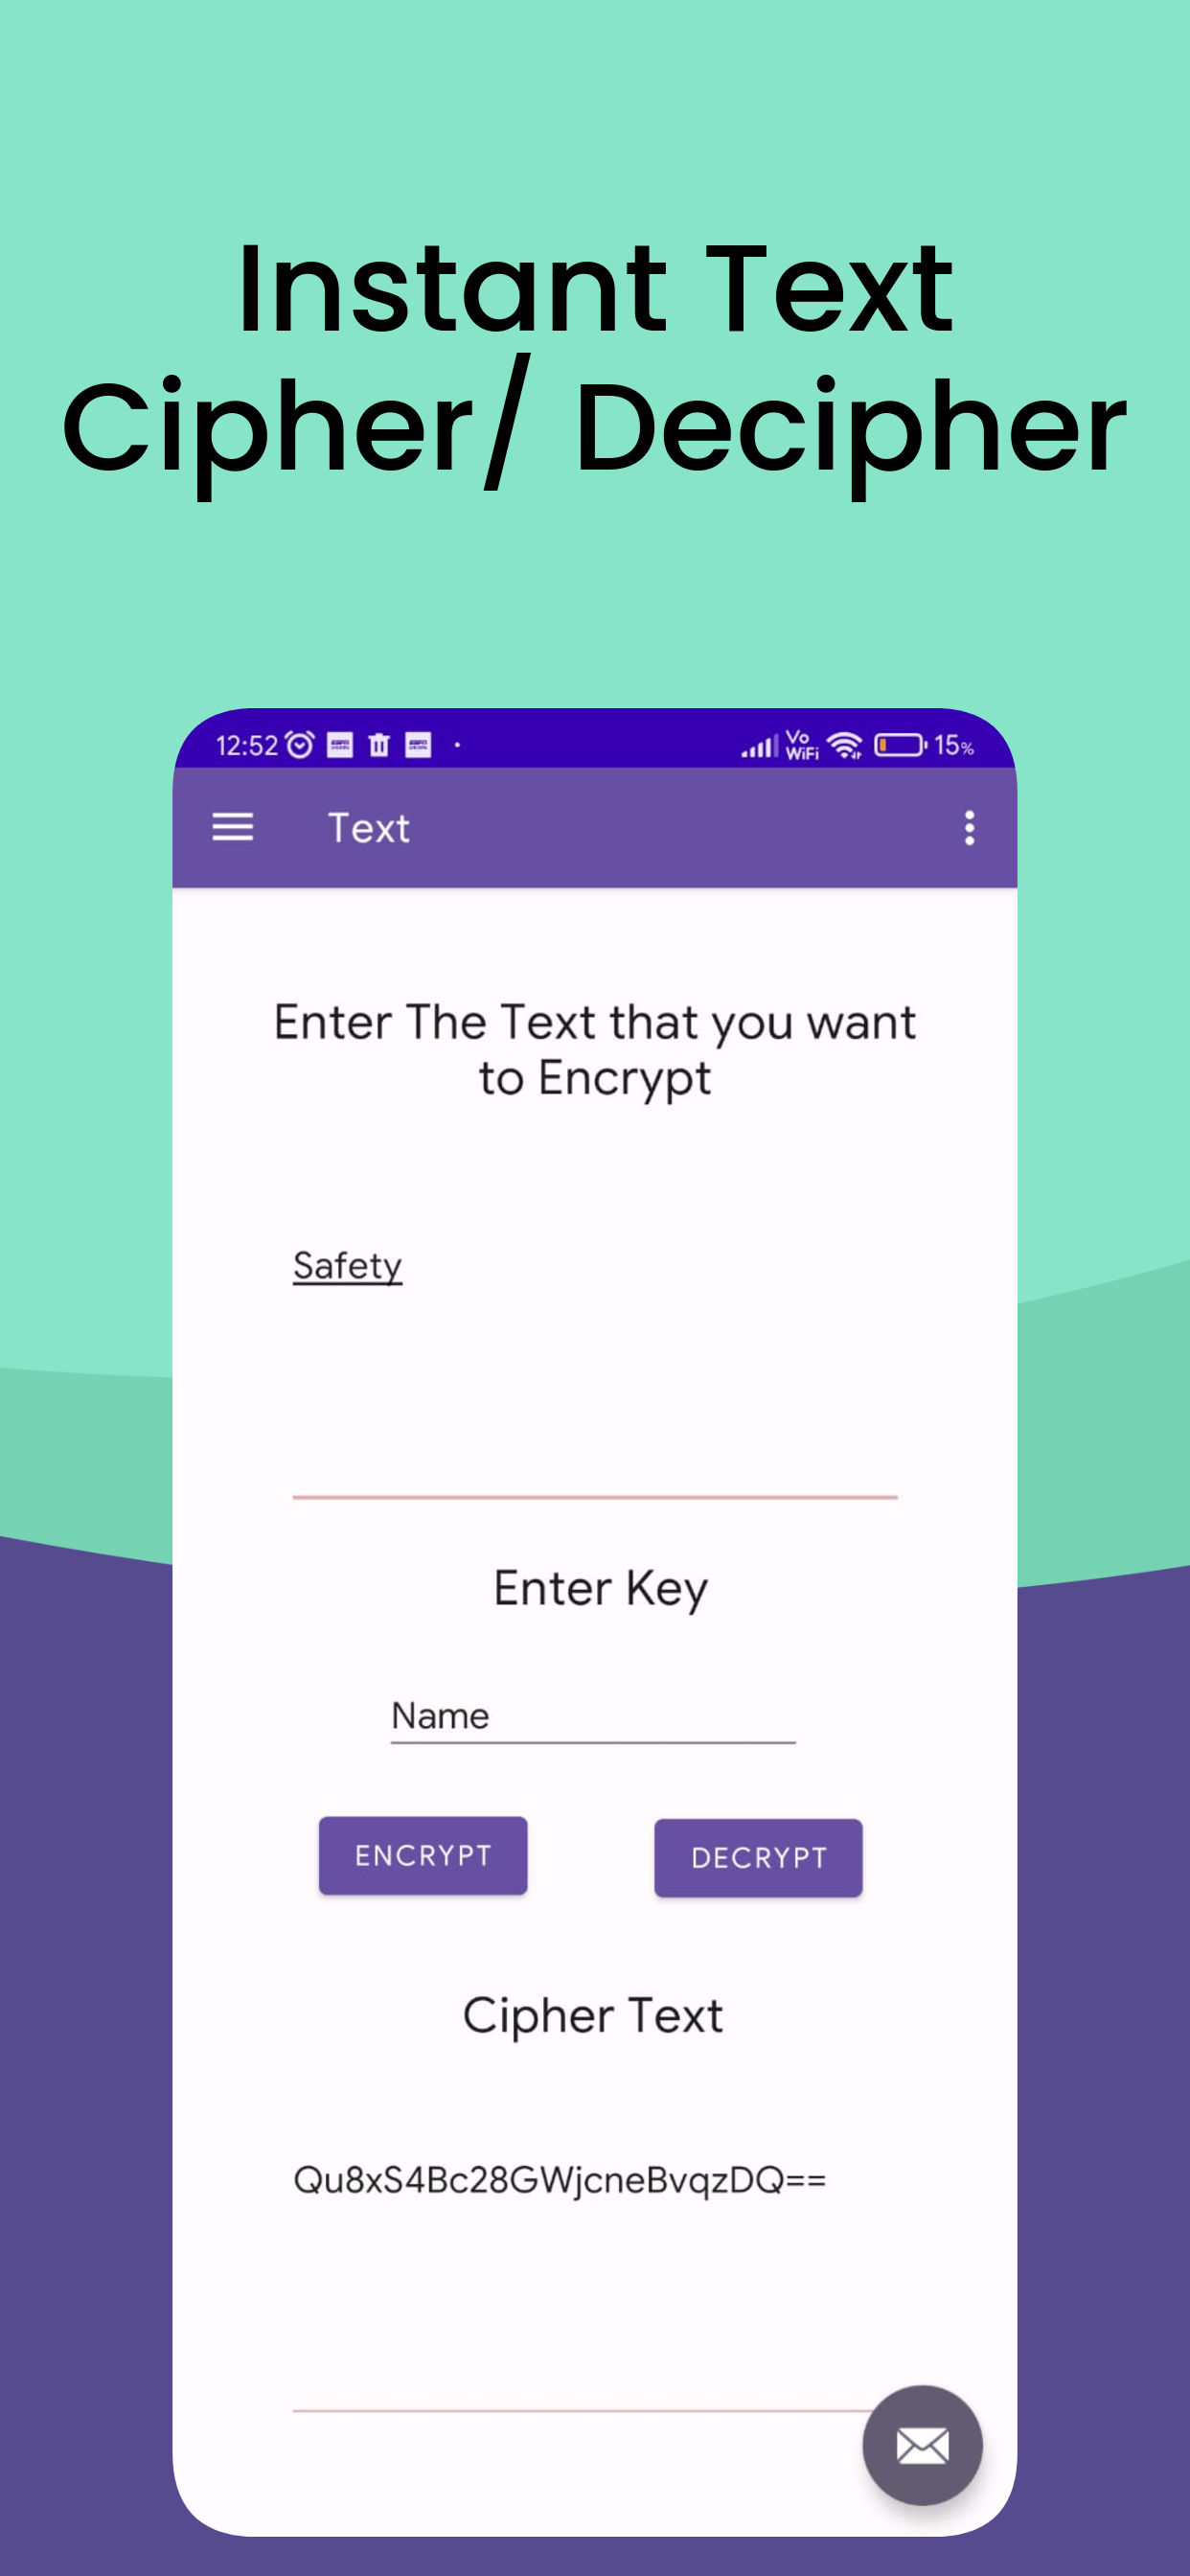 Instant Text
Cipher/ Decipher
12:52
Vo
WiFi
15%
Text
Enter The Text that you want
to Encrypt
Safety
Enter Key
Name
ENCRYPT
DECRYPT
Cipher Text
Qu8xS4Bc28GWjcneBvqzDQ==